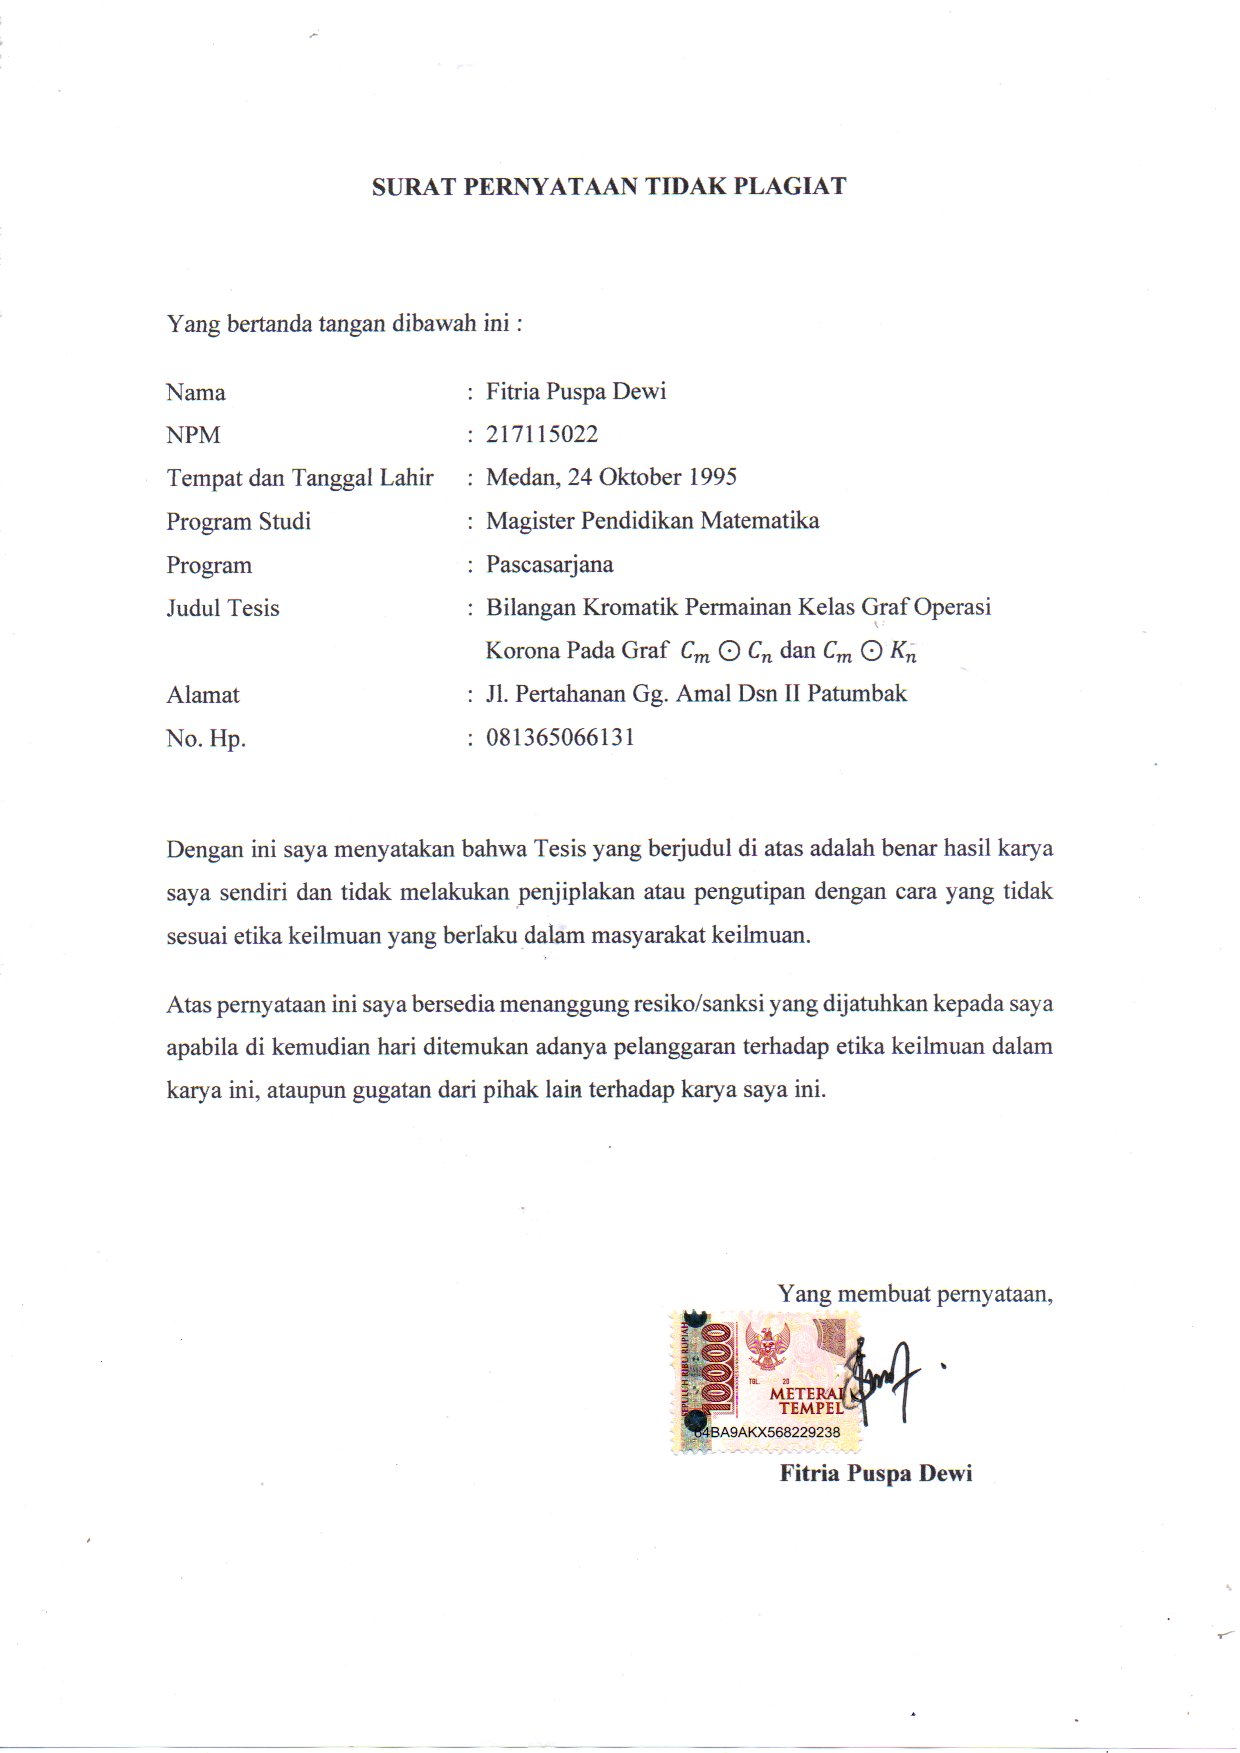 SURAT PERNYATAAN TIDAK PLAGIAT
Yang bertanda tangan dibawah ini :
Nama : Fitria Puspa Dewi
NPM : 217115022
Tempat dan Tanggal Lahir : Medan, 24 Oktober 1995
Program Studi : Magister Pendidikan Matematika
Program : Pascasarjana
Judul Tesis : Bilangan Kromatik Permainan Kelas Graf Operasi
Korona Pada Graf Cₘ ⊙ Cₙ dan Cₘ ⊙ Kₙ
Alamat : Jl. Pertahanan Gg. Amal Dsn II Patumbak
No. Hp. : 081365066131
Dengan ini saya menyatakan bahwa Tesis yang berjudul di atas adalah benar hasil karya
saya sendiri dan tidak melakukan penjiplakan atau pengutipan dengan cara yang tidak
sesuai etika keilmuan yang berlaku dalam masyarakat keilmuan.
Atas pernyataan ini saya bersedia menanggung resiko/sanksi yang dijatuhkan kepada saya
apabila di kemudian hari ditemukan adanya pelanggaran terhadap etika keilmuan dalam
karya ini, ataupun gugatan dari pihak lain terhadap karya saya ini.
Yang membuat pernyataan,
SEPULUH RIBU RUPIAH
10000
TGL. 20
METERAI
TEMPEL
64BA9AKX568229238
Fitria Puspa Dewi